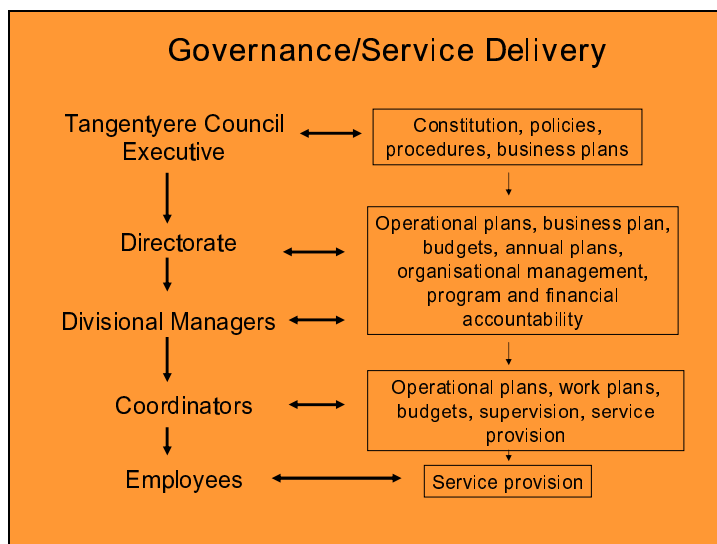 Governance/Service Delivery
Tangentyere Council
Executive
Constitution, policies,
procedures, business plans
Directorate
Operational plans, business plan,
budgets, annual plans,
organisational management,
program and financial
accountability
Divisional Managers
Coordinators
Operational plans, work plans,
budgets, supervision, service
provision
Employees
Service provision